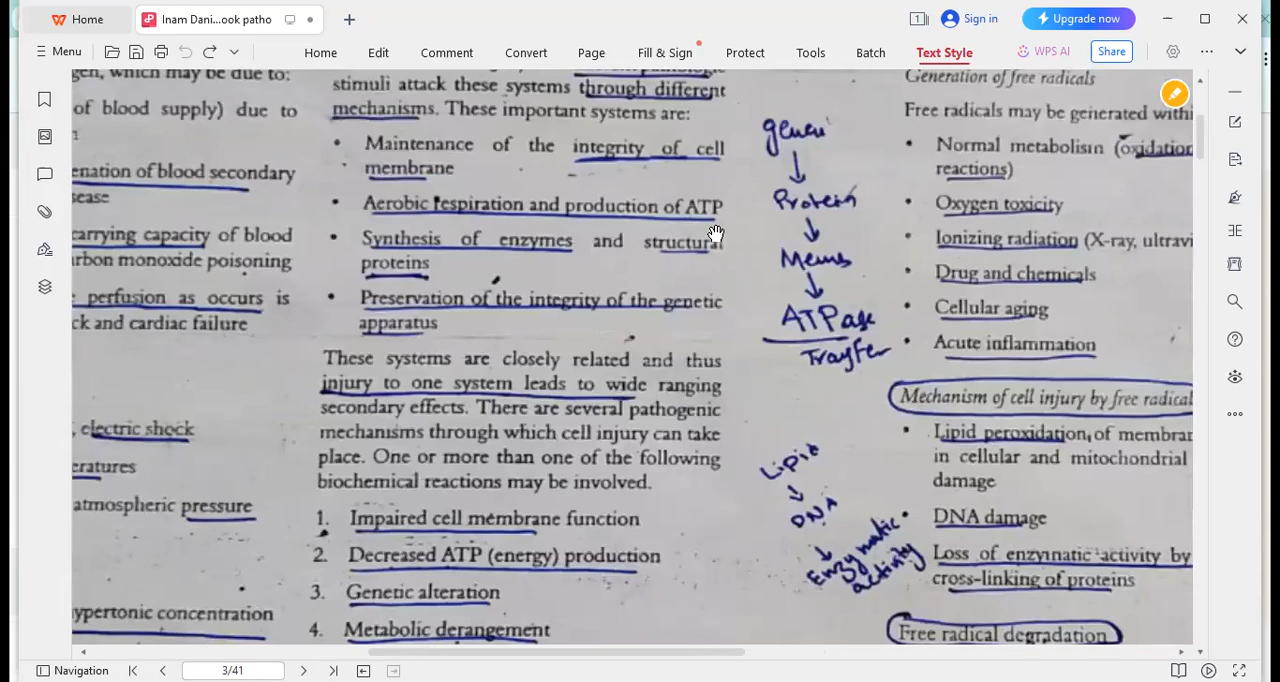 Home
Inam Dani...ook patho
Sign in
Upgrade now
Menu
Home
Edit
Comment
Convert
Page
Fill & Sign
Protect
Tools
Batch
Text Style
WPS AI
Share
gen, which may be due to:
of blood supply) due to
enation of blood secondary
sease
carrying capacity of blood
rbon monoxide poisoning
perfusion as occurs is
ck and cardiac failure
, electric shock
eratures
atmospheric pressure
ypertonic concentration
stimuli attack these systems through different
mechanisms. These important systems are:
• Maintenance of the integrity of cell
membrane
• Aerobic respiration and production of ATP
• Synthesis of enzymes and structural
proteins
• Preservation of the integrity of the genetic
apparatus
These systems are closely related and thus
injury to one system leads to wide ranging
secondary effects. There are several pathogenic
mechanisms through which cell injury can take
place. One or more than one of the following
biochemical reactions may be involved.
1. Impaired cell membrane function
2. Decreased ATP (energy) production
3. Genetic alteration
4. Metabolic derangement
Protein
ATPase
Lipid
DNA
Enzymatic
activity
Generation of free radicals
Free radicals may be generated withi
• Normal metabolism (oxidation
reactions)
• Oxygen toxicity
• Ionizing radiation (X-ray, ultravi
• Drug and chemicals
• Cellular aging
• Acute inflammation
Mechanism of cell injury by free radical
• Lipid peroxidation, of membran
in cellular and mitochondrial
damage
• DNA damage
• Loss of enzymatic activity by
cross-linking of proteins
Free radical degradation
Navigation
3/41